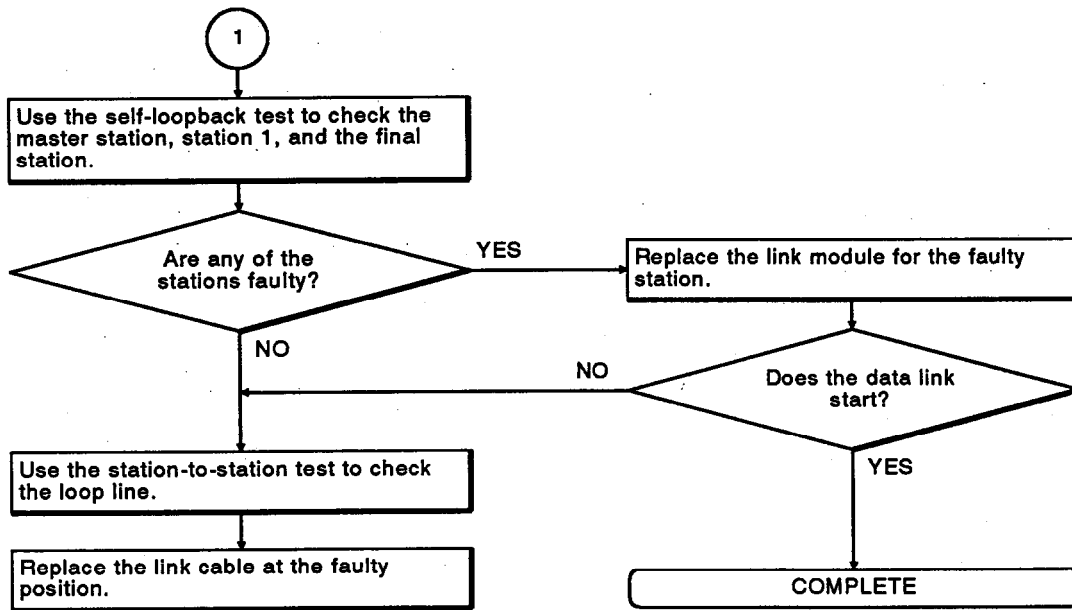 1
Use the self-loopback test to check the
master station, station 1, and the final
station.
Are any of the
stations faulty?
YES
Replace the link module for the faulty
station.
NO
Does the data link
start?
NO
YES
Use the station-to-station test to check
the loop line.
Replace the link cable at the faulty
position.
COMPLETE